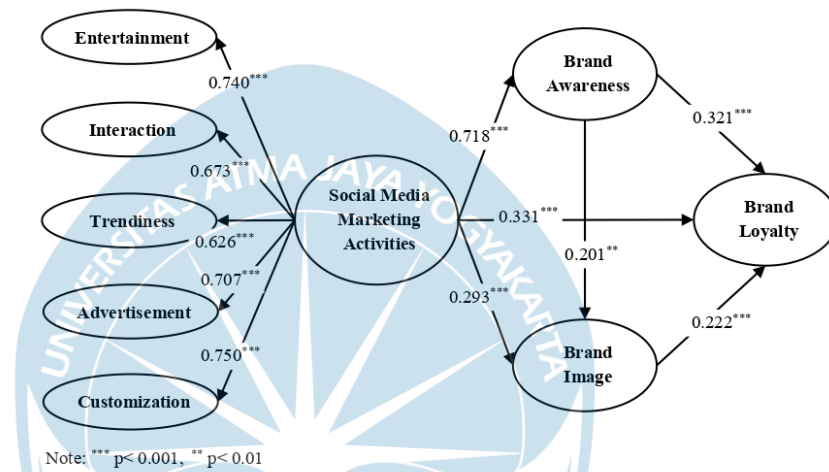 Entertainment
0.740***
Interaction
0.673***
Trendiness
0.626***
Advertisement
0.707***
Customization
0.750***
Social Media
Marketing
Activities
Brand
Awareness
0.718***
0.321***
0.331***
Brand
Loyalty
0.201**
0.293***
0.222***
Brand
Image
Note: *** p< 0.001, ** p< 0.01
UNIVERSITAS ATMA JAYA YOGYAKARTA